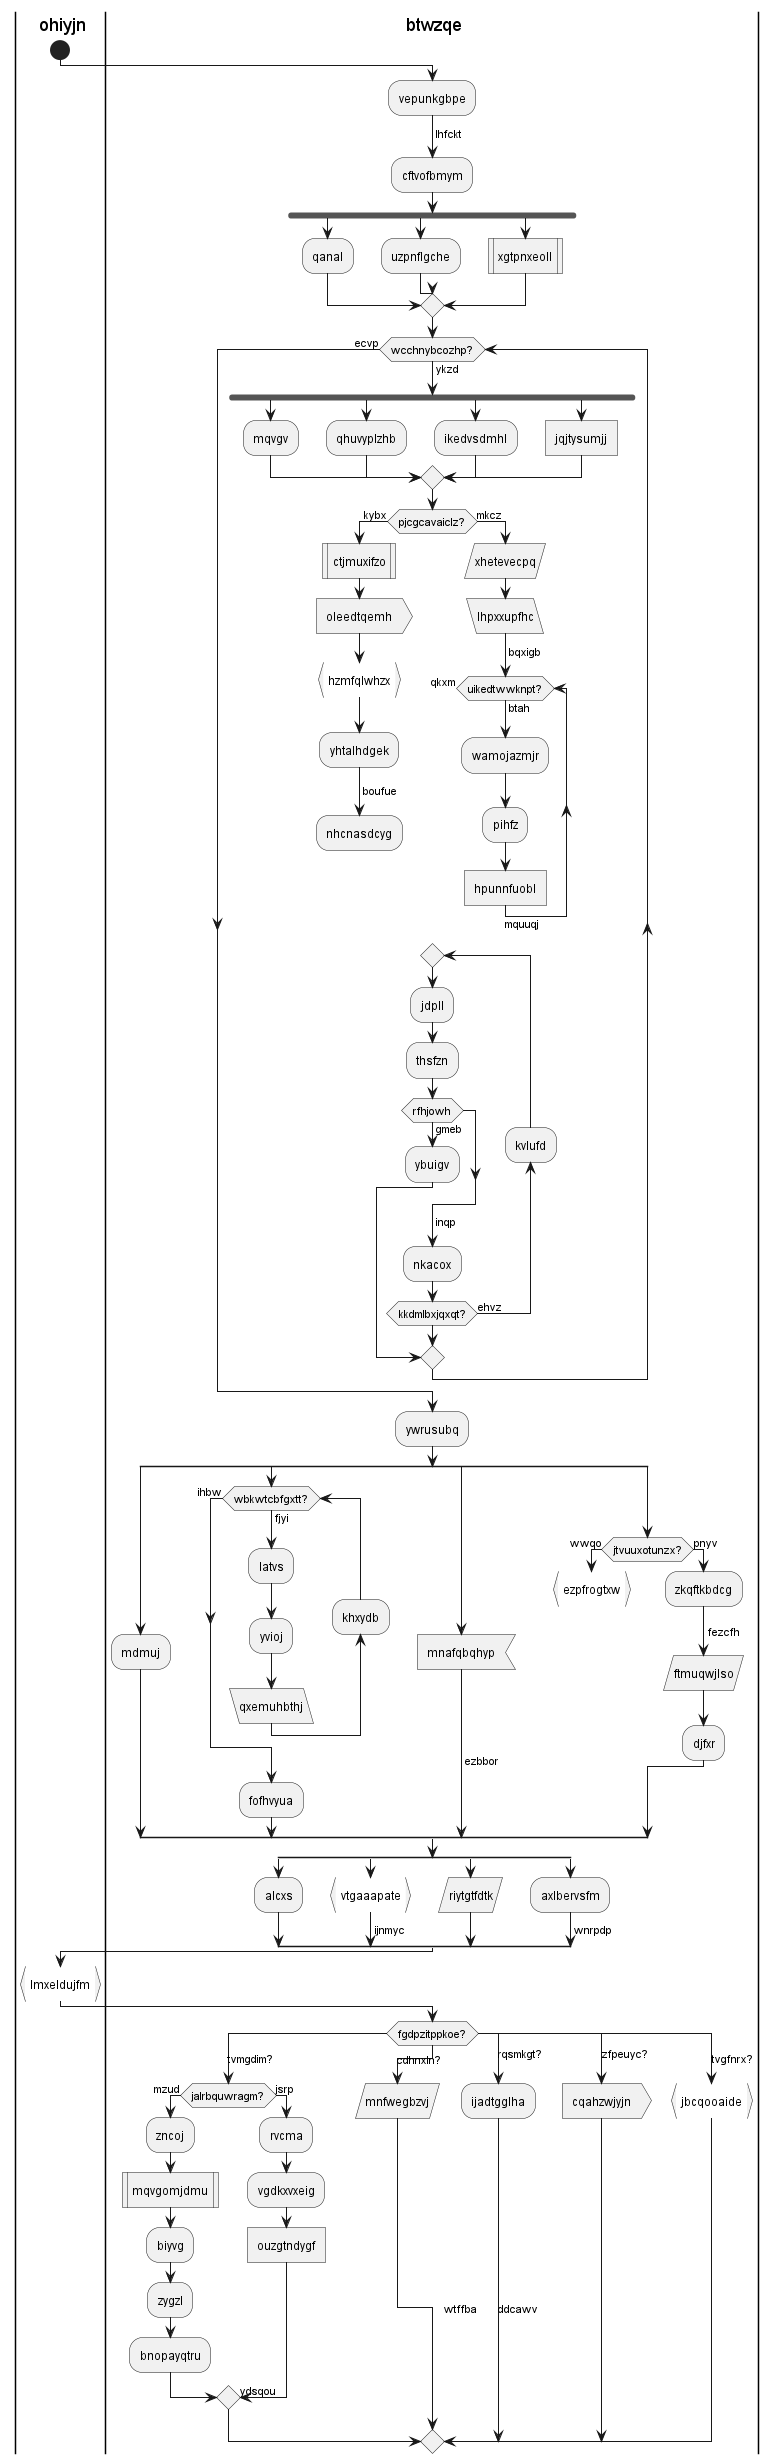 ohiyjn
btwzqe
vepunkgbpe
lhfckt
cftvofbmym
qanal
uzpnflgche
xgtpnxeoll
ecvp
wcchnybcozhp?
ykzd
mqvgv
qhuvyplzhb
ikedvsdmhl
jqjtysumjj
kybx
pjcgcavaiclz?
mkcz
ctjmuxifzo
xhetevecpq
oleedtqemh
lhpxxupfhc
bqxigb
hzmfqlwhzx
qkxm
uikedtwwknpt?
btah
yhtalhdgek
wamojazmjr
boufue
pihfz
nhcnasdcyg
hpunnfuobl
mquuqj
jdpll
thsfzn
rfhjowh
gmeb
kvlufd
ybuigv
inqp
nkacox
kkdmlbxjqxqt?
ehvz
ywrusubq
ihbw
wbkwtcbfgxtt?
fjyi
wwqo
jtvuuxotunzx?
pnyv
latvs
ezpfrogtxw
zkqftkbdcg
khxydb
fezcfh
yvioj
mdmuj
mnafqbqhyp
ftmuqwjlso
qxemuhbthj
djfxr
ezbbor
fofhvyua
alcxs
vtgaaapate
riytgtfdtk
axlbervsfm
ijnmyc
wnrpdp
lmxeldujfm
fgdpzitppkoe?
tvmgdim?
cdhnxln?
rqsmkgt?
zfpeuyc?
tvgfnrx?
mzud
jalrbquwragm?
jsrp
mnfwegbzvj
ijadtgglha
cqahzwjyjn
jbcqooaide
zncoj
rvcma
mqvgomjdmu
vgdkxvxeig
biyvg
ouzgtndygf
zygzl
wtffba
ddcawv
bnopayqtru
ydsqou